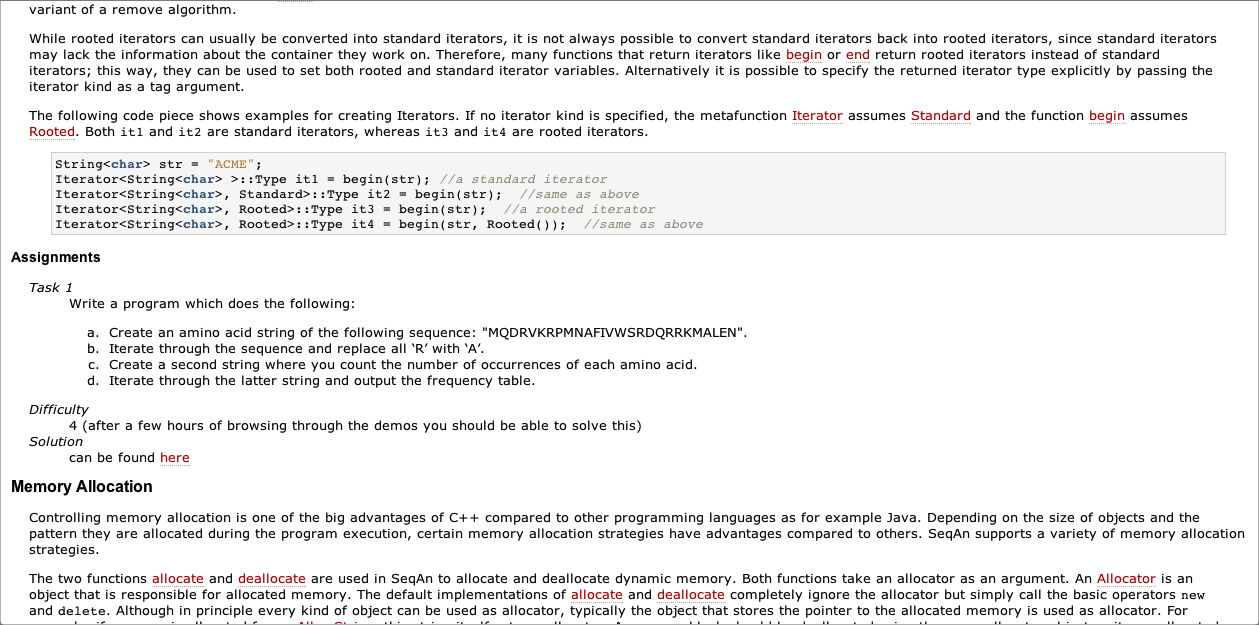 variant of a remove algorithm.
While rooted iterators can usually be converted into standard iterators, it is not always possible to convert standard iterators back into rooted iterators, since standard iterators
may lack the information about the container they work on. Therefore, many functions that return iterators like begin or end return rooted iterators instead of standard
iterators; this way, they can be used to set both rooted and standard iterator variables. Alternatively it is possible to specify the returned iterator type explicitly by passing the
iterator kind as a tag argument.
The following code piece shows examples for creating Iterators. If no iterator kind is specified, the metafunction Iterator assumes Standard and the function begin assumes
Rooted. Both it1 and it2 are standard iterators, whereas it3 and it4 are rooted iterators.
String<char> str = "ACME";
Iterator<String<char> >::Type it1 = begin(str); //a standard iterator
Iterator<String<char>, Standard>::Type it2 = begin(str);  //same as above
Iterator<String<char>, Rooted>::Type it3 = begin(str);  //a rooted iterator
Iterator<String<char>, Rooted>::Type it4 = begin(str, Rooted());  //same as above
Assignments
Task 1
Write a program which does the following:
a. Create an amino acid string of the following sequence: "MQDRVKRPMNAFIVWSRDQRRKMALEN".
b. Iterate through the sequence and replace all ‘R’ with ‘A’.
c. Create a second string where you count the number of occurrences of each amino acid.
d. Iterate through the latter string and output the frequency table.
Difficulty
4 (after a few hours of browsing through the demos you should be able to solve this)
Solution
can be found here
Memory Allocation
Controlling memory allocation is one of the big advantages of C++ compared to other programming languages as for example Java. Depending on the size of objects and the
pattern they are allocated during the program execution, certain memory allocation strategies have advantages compared to others. SeqAn supports a variety of memory allocation
strategies.
The two functions allocate and deallocate are used in SeqAn to allocate and deallocate dynamic memory. Both functions take an allocator as an argument. An Allocator is an
object that is responsible for allocated memory. The default implementations of allocate and deallocate completely ignore the allocator but simply call the basic operators new
and delete. Although in principle every kind of object can be used as allocator, typically the object that stores the pointer to the allocated memory is used as allocator. For